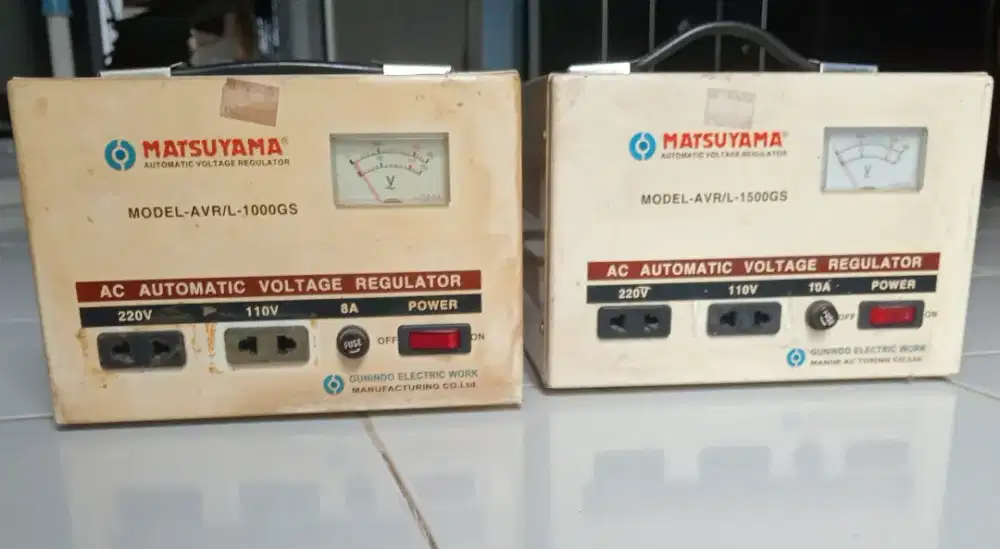 MATSUYAMA®
AUTOMATIC VOLTAGE REGULATOR
MODEL-AVR/L-1000GS
V
AC AUTOMATIC VOLTAGE REGULATOR
220V 110V 8A POWER
FUSE OFF ON
GUNINDO ELECTRIC WORK
MANUFACTURING CO.Ltd
MATSUYAMA®
AUTOMATIC VOLTAGE REGULATOR
MODEL-AVR/L-1500GS
V
AC AUTOMATIC VOLTAGE REGULATOR
220V 110V 10A POWER
FUSE OFF ON
GUNINDO ELECTRIC WORK